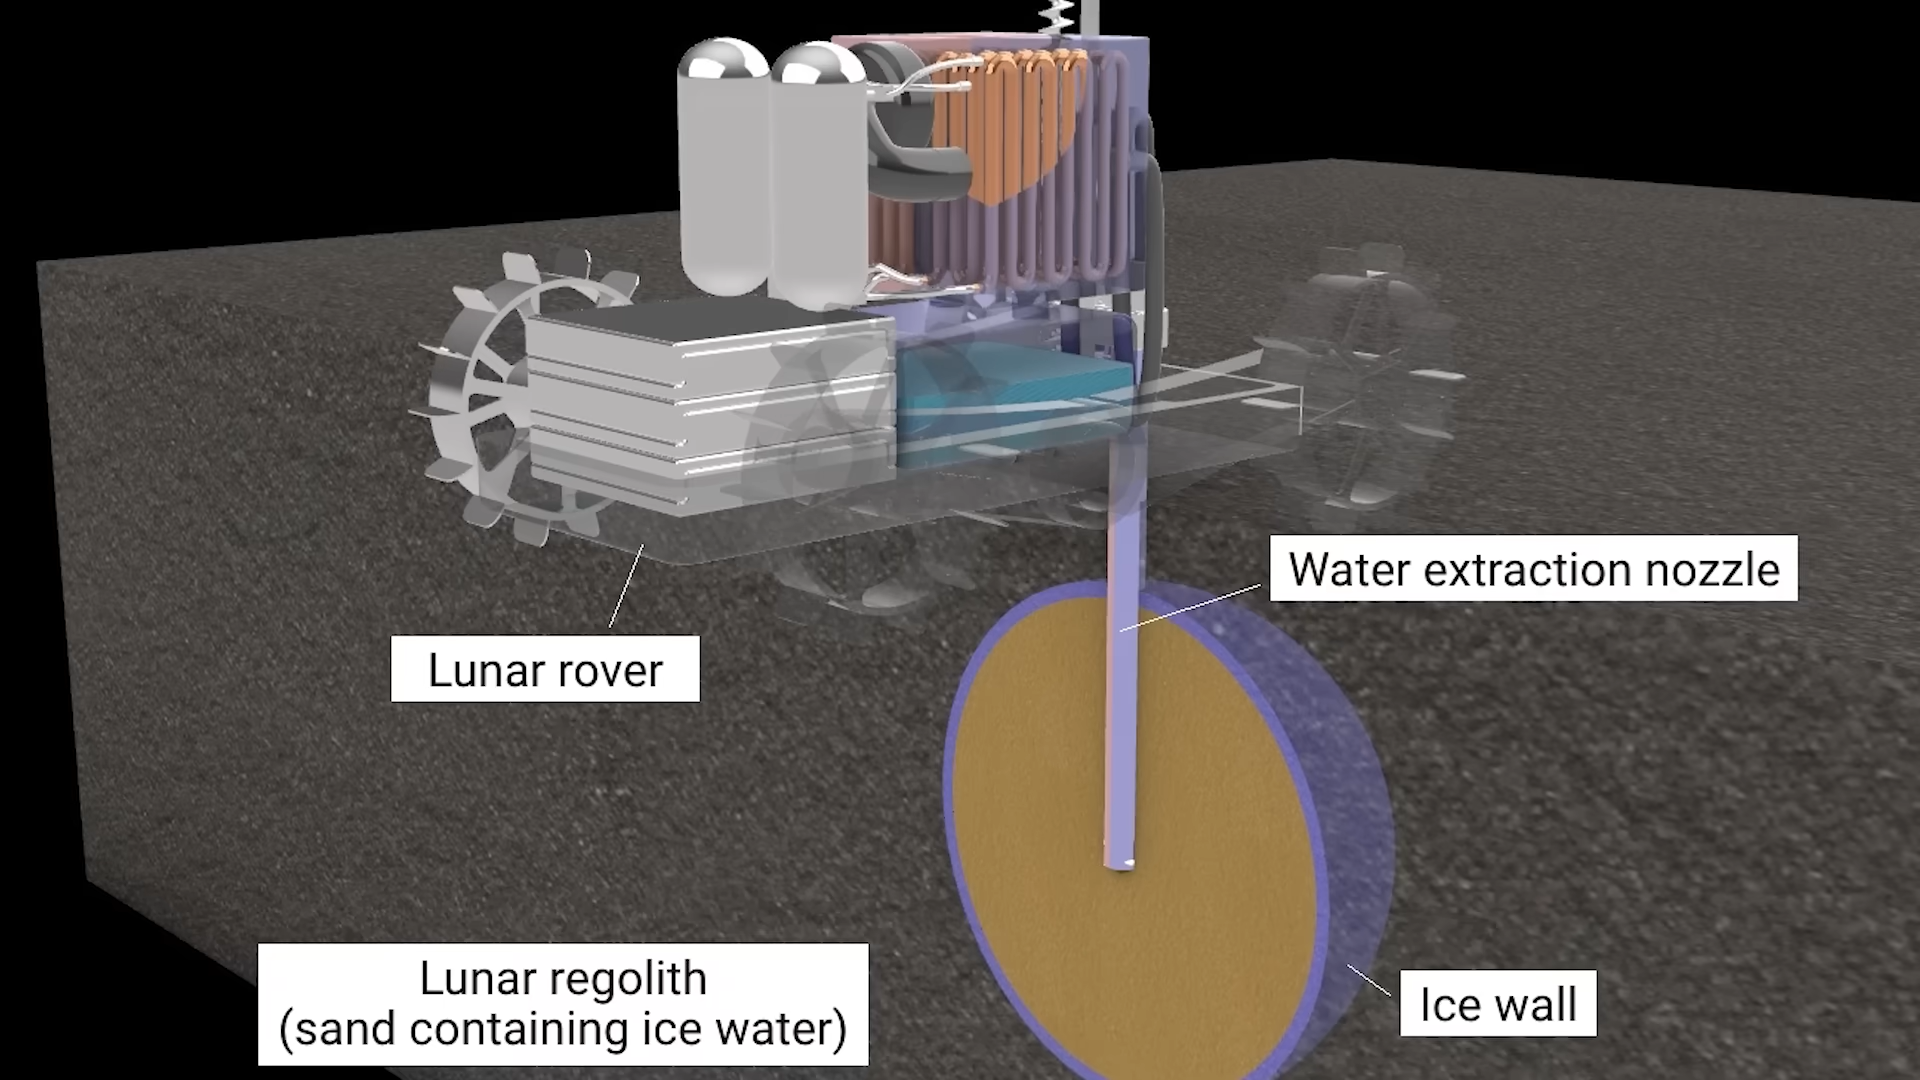 Water extraction nozzle
Lunar rover
Lunar regolith
(sand containing ice water)
Ice wall